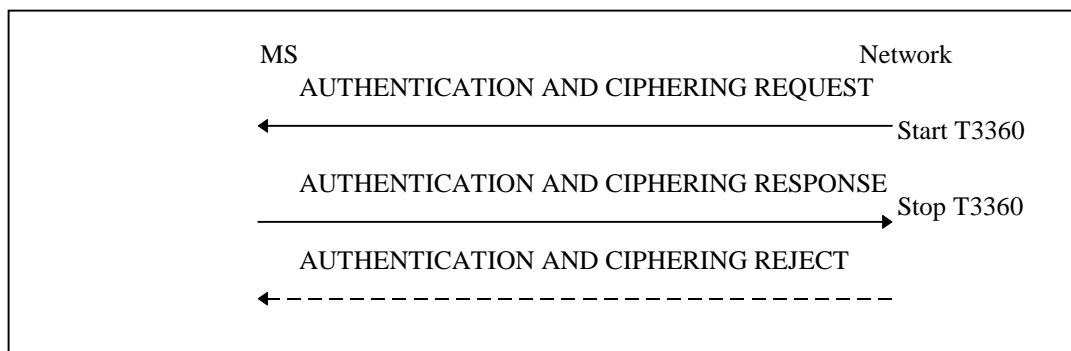 MS Network
AUTHENTICATION AND CIPHERING REQUEST
Start T3360
AUTHENTICATION AND CIPHERING RESPONSE
Stop T3360
AUTHENTICATION AND CIPHERING REJECT